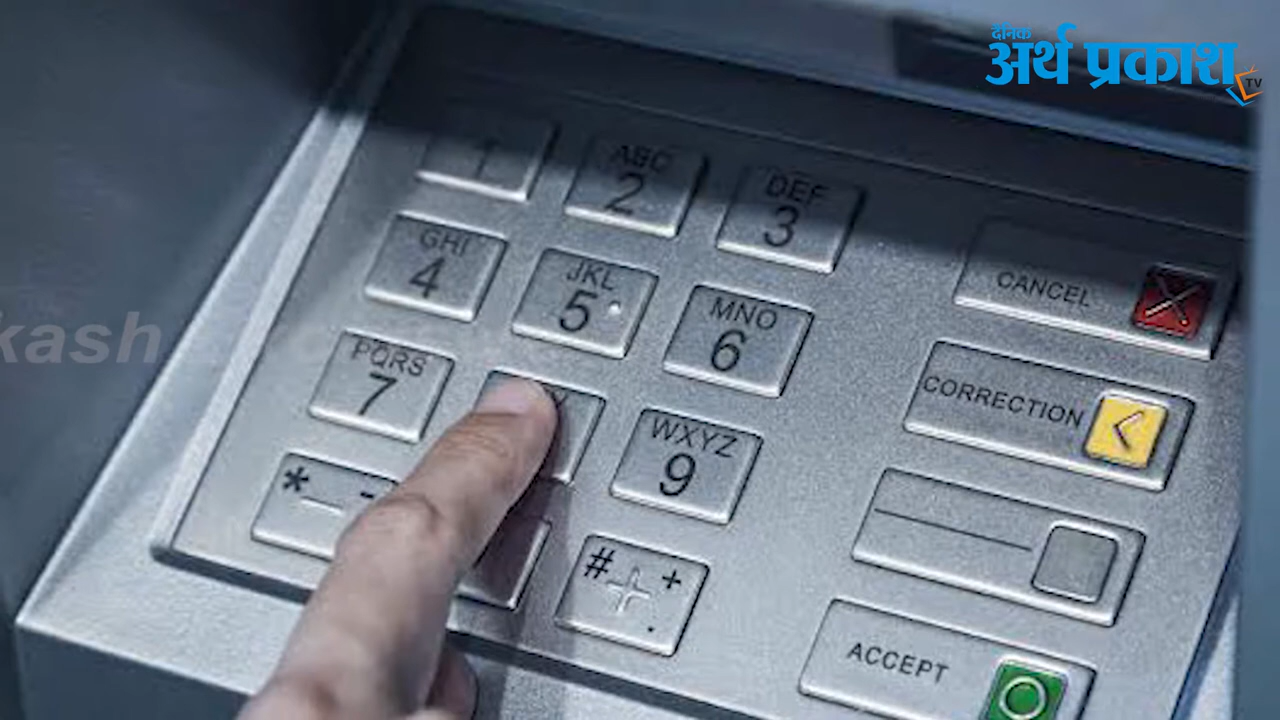 दैनिक
अर्थ प्रकाश
TV
1
ABC
2
DEF
3
GHI
4
JKL
5
MNO
6
PQRS
7
Y
WXYZ
9
* -
# +
.
CANCEL
CORRECTION
ACCEPT
kash